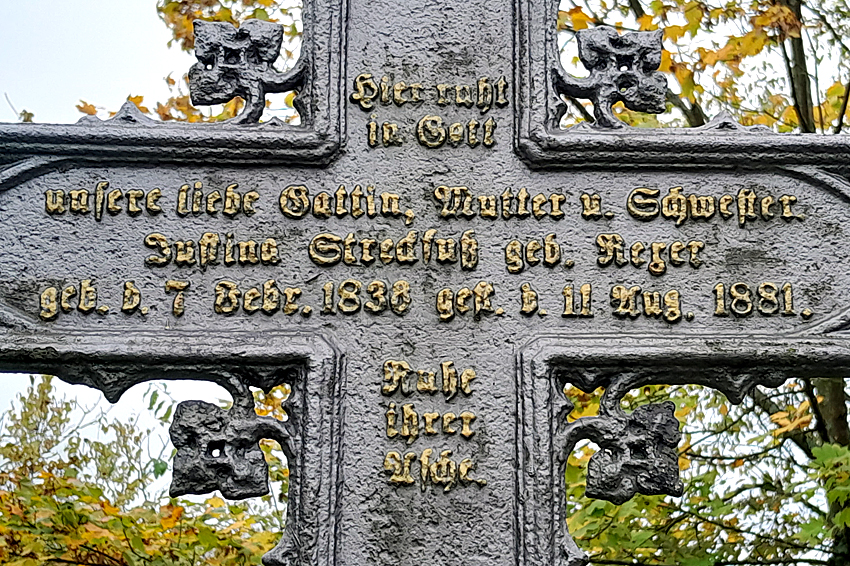 Hier ruht
in Gott
unsere liebe Gattin, Mutter u. Schwester
Justina Streckfuß geb. Rexer
geb. d. 7 Febr. 1838 gest. d. 11 Aug. 1881.
Ruhe
ihrer
Asche.